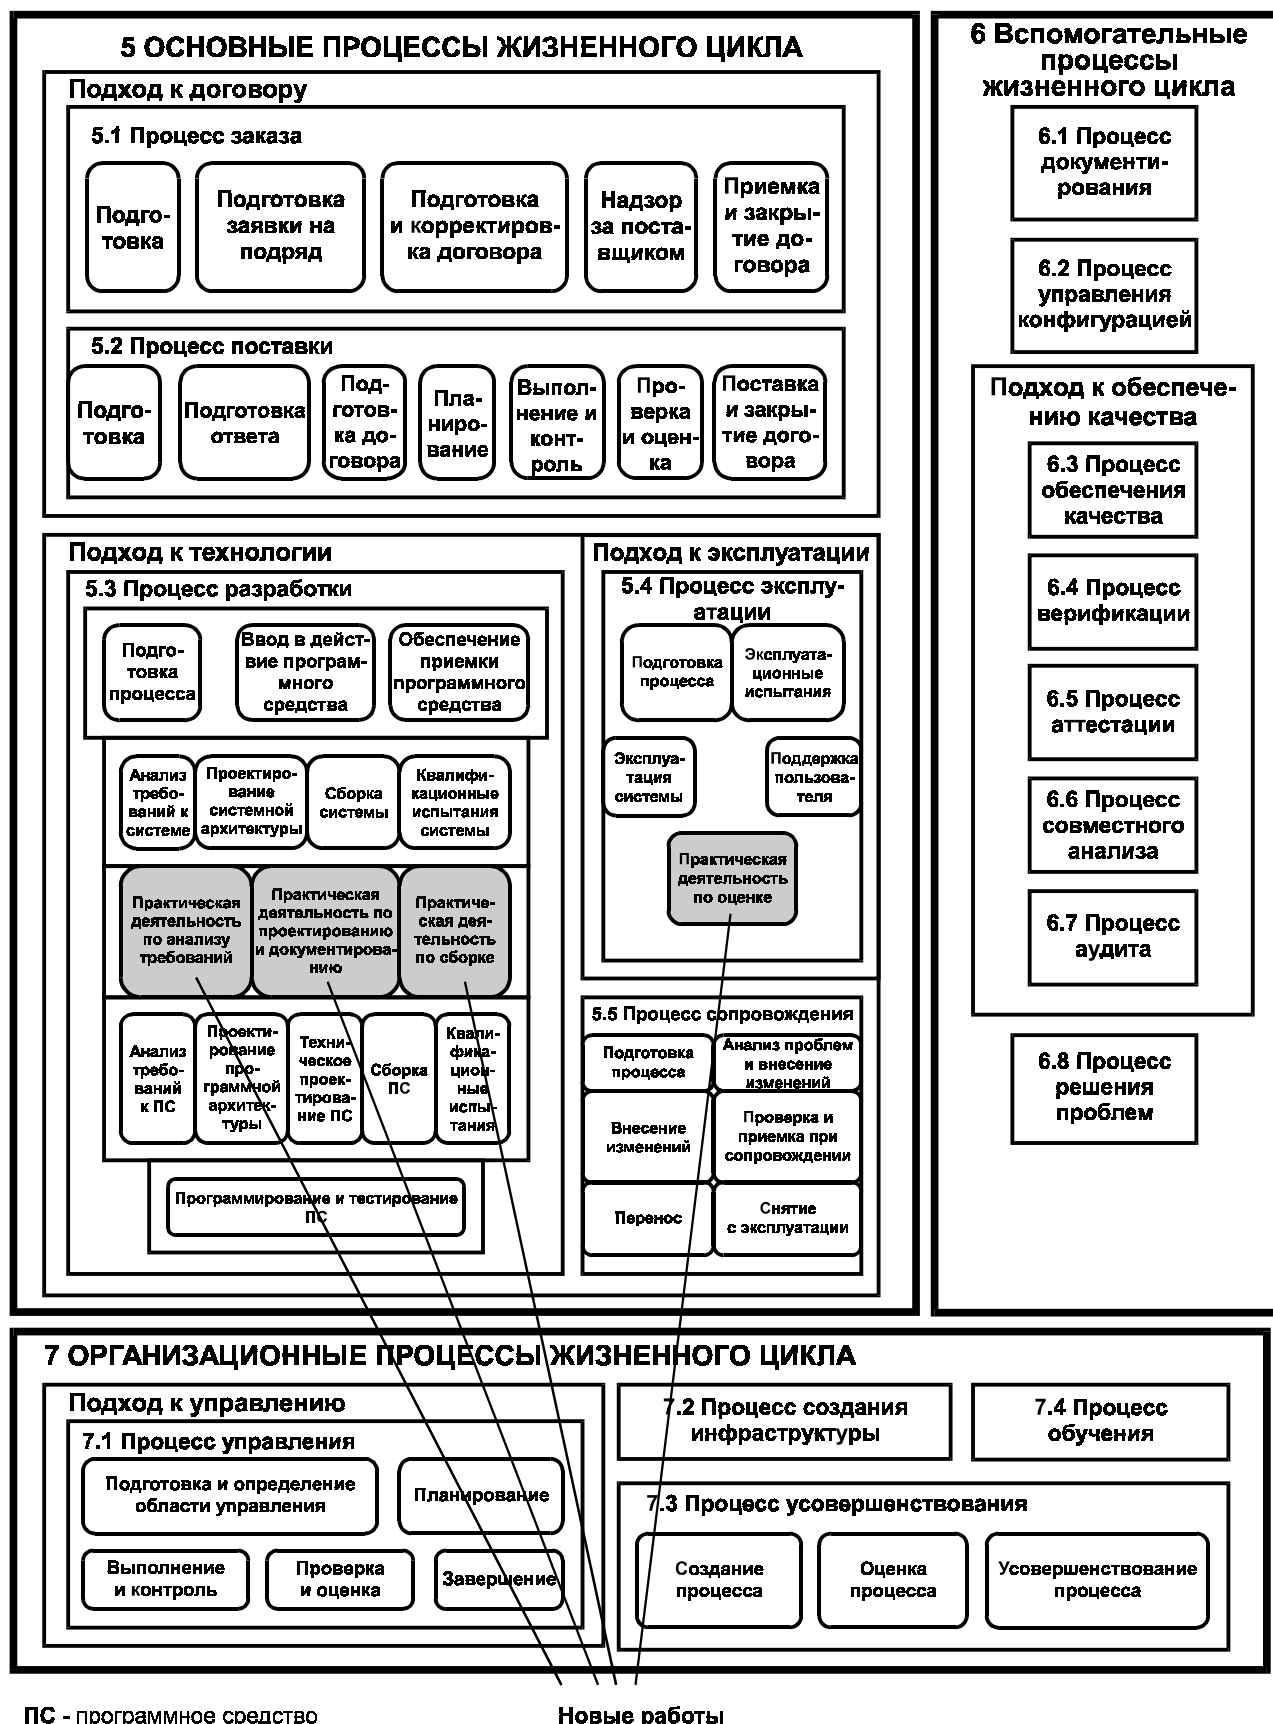 5 ОСНОВНЫЕ ПРОЦЕССЫ ЖИЗНЕННОГО ЦИКЛА
Подход к договору
5.1 Процесс заказа
Подго-
товка
Подготовка
заявки на
подряд
Подготовка
и корректиров-
ка договора
Надзор
за поста-
вщиком
Приемка
и закры-
тие до-
говора
5.2 Процесс поставки
Подго-
товка
Подготовка
ответа
Под-
готов-
ка до-
говора
Пла-
ниро-
вание
Выпол-
нение и
конт-
роль
Про-
верка
и оцен-
ка
Поставка
и закры-
тие дого-
вора
Подход к технологии
5.3 Процесс разработки
Подго-
товка
процесса
Ввод в дейст-
вие програм-
много
средства
Обеспечение
приемки
программного
средства
Анализ
требо-
ваний к
системе
Проектиро-
вание
системной
архитектуры
Сборка
системы
Квалифи-
кационные
испытания
системы
Практическая
деятельность
по анализу
требований
Практическая
деятельность по
проектированию
и документирова-
нию
Практиче-
ская дея-
тельность
по сборке
Анализ
требо-
ваний
к ПС
Проекти-
рование
про-
граммной
архитек-
туры
Техни-
ческое
проек-
тирова-
ние ПС
Сборка
ПС
Квали-
фика-
цион-
ные
испы-
тания
Программирование и тестирование
ПС
Подход к эксплуатации
5.4 Процесс эксплу-
атации
Подготовка
процесса
Эксплуата-
ционные
испытания
Эксплуа-
тация
системы
Поддержка
пользова-
теля
Практическая
деятельность
по оценке
5.5 Процесс сопровождения
Подготовка
процесса
Анализ проблем
и внесение
изменений
Внесение
изменений
Проверка и
приемка при
сопровождении
Перенос
Снятие
с эксплуатации
6 Вспомогательные
процессы
жизненного цикла
6.1 Процесс
документи-
рования
6.2 Процесс
управления
конфигурацией
Подход к обеспече-
нию качества
6.3 Процесс
обеспечения
качества
6.4 Процесс
верификации
6.5 Процесс
аттестации
6.6 Процесс
совместного
анализа
6.7 Процесс
аудита
6.8 Процесс
решения
проблем
7 ОРГАНИЗАЦИОННЫЕ ПРОЦЕССЫ ЖИЗНЕННОГО ЦИКЛА
Подход к управлению
7.1 Процесс управления
Подготовка и определение
области управления
Планирование
Выполнение
и контроль
Проверка
и оценка
Завершение
7.2 Процесс создания
инфраструктуры
7.4 Процесс
обучения
7.3 Процесс усовершенствования
Создание
процесса
Оценка
процесса
Усовершенствование
процесса
ПС - программное средство
Новые работы